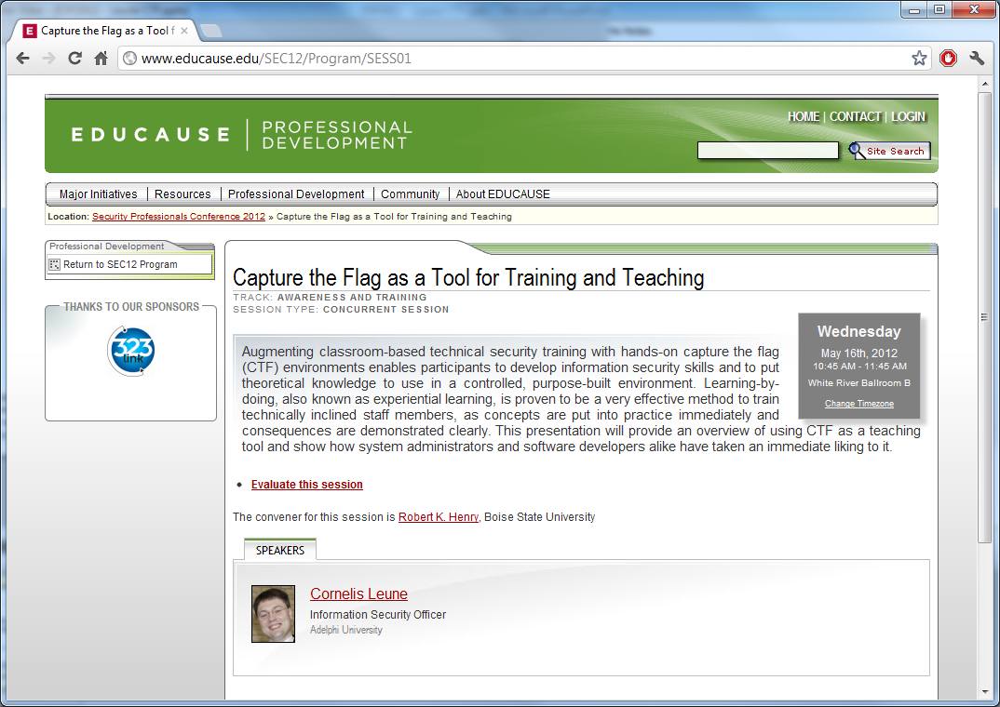 Capture the Flag as a Tool f
www.educause.edu/SEC12/Program/SESS01
HOME | CONTACT | LOGIN
EDUCAUSE | PROFESSIONAL
DEVELOPMENT
Site Search
Major Initiatives | Resources | Professional Development | Community | About EDUCAUSE
Location: Security Professionals Conference 2012 » Capture the Flag as a Tool for Training and Teaching
Professional Development
Return to SEC12 Program
THANKS TO OUR SPONSORS
323
link
Capture the Flag as a Tool for Training and Teaching
TRACK: AWARENESS AND TRAINING
SESSION TYPE: CONCURRENT SESSION
Wednesday
May 16th, 2012
10:45 AM - 11:45 AM
White River Ballroom B
Change Timezone
Augmenting classroom-based technical security training with hands-on capture the flag
(CTF) environments enables participants to develop information security skills and to put
theoretical knowledge to use in a controlled, purpose-built environment. Learning-by-
doing, also known as experiential learning, is proven to be a very effective method to train
technically inclined staff members, as concepts are put into practice immediately and
consequences are demonstrated clearly. This presentation will provide an overview of using CTF as a teaching
tool and show how system administrators and software developers alike have taken an immediate liking to it.
• Evaluate this session
The convener for this session is Robert K. Henry, Boise State University
SPEAKERS
Cornelis Leune
Information Security Officer
Adelphi University